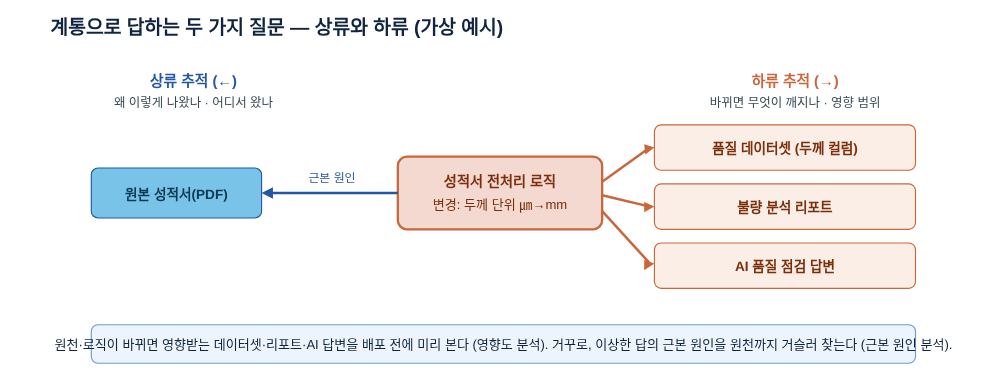 계통으로 답하는 두 가지 질문 — 상류와 하류 (가상 예시)
상류 추적 (←)
왜 이렇게 나왔나 · 어디서 왔나
하류 추적 (→)
바뀌면 무엇이 깨지나 · 영향 범위
원본 성적서(PDF)
근본 원인
성적서 전처리 로직
변경: 두께 단위 ㎛→mm
품질 데이터셋 (두께 컬럼)
불량 분석 리포트
AI 품질 점검 답변
원천·로직이 바뀌면 영향받는 데이터셋·리포트·AI 답변을 배포 전에 미리 본다 (영향도 분석). 거꾸로, 이상한 답의 근본 원인을 원천까지 거슬러 찾는다 (근본 원인 분석).